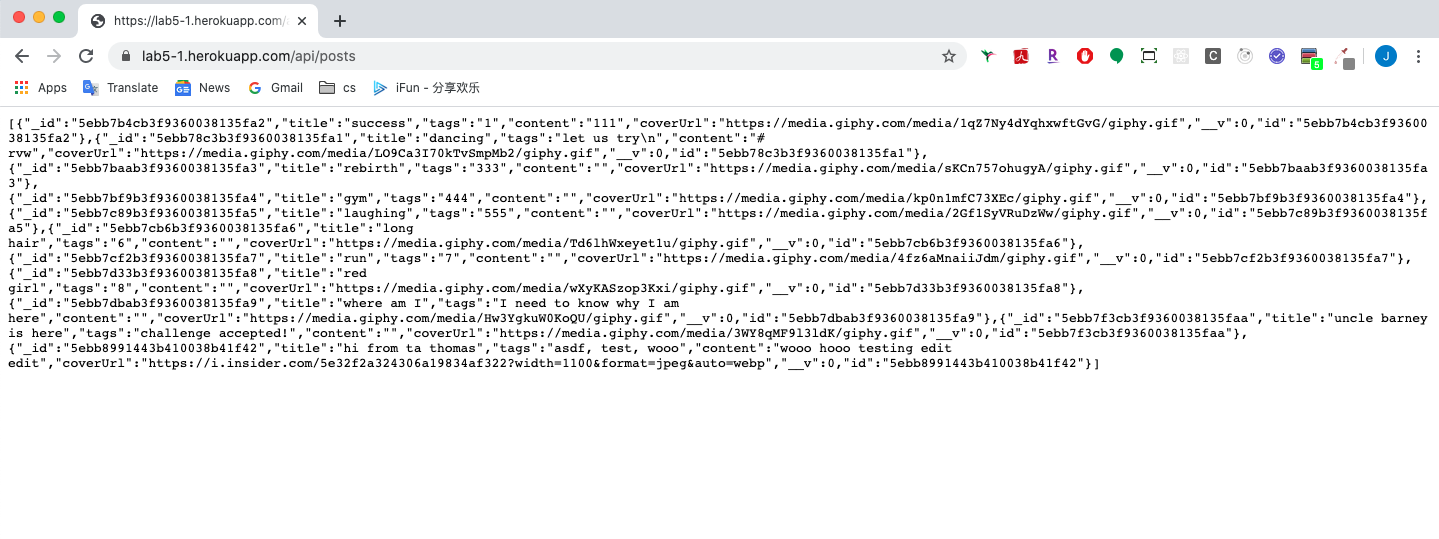 https://lab5-1.herokuapp.com/
lab5-1.herokuapp.com/api/posts
R
C
5
J
Apps
Translate
News
Gmail
cs
iFun - 分享欢乐
[{"_id":"5ebb7b4cb3f9360038135fa2","title":"success","tags":"1","content":"111","coverUrl":"https://media.giphy.com/media/1qZ7Ny4dYqhxwftGvG/giphy.gif","__v":0,"id":"5ebb7b4cb3f9360
038135fa2"},{"_id":"5ebb78c3b3f9360038135fa1","title":"dancing","tags":"let us try\n","content":"#
rvw","coverUrl":"https://media.giphy.com/media/LO9Ca3I70kTvSmpMb2/giphy.gif","__v":0,"id":"5ebb78c3b3f9360038135fa1"},
{"_id":"5ebb7baab3f9360038135fa3","title":"rebirth","tags":"333","content":"","coverUrl":"https://media.giphy.com/media/sKCn757ohugyA/giphy.gif","__v":0,"id":"5ebb7baab3f9360038135fa
3"},
{"_id":"5ebb7bf9b3f9360038135fa4","title":"gym","tags":"444","content":"","coverUrl":"https://media.giphy.com/media/kp0n1mfC73XEc/giphy.gif","__v":0,"id":"5ebb7bf9b3f9360038135fa4"},
{"_id":"5ebb7c89b3f9360038135fa5","title":"laughing","tags":"555","content":"","coverUrl":"https://media.giphy.com/media/2Gf1SyVRuDzWw/giphy.gif","__v":0,"id":"5ebb7c89b3f9360038135f
a5"},{"_id":"5ebb7cb6b3f9360038135fa6","title":"long
hair","tags":"6","content":"","coverUrl":"https://media.giphy.com/media/Td6lhWxeyet1u/giphy.gif","__v":0,"id":"5ebb7cb6b3f9360038135fa6"},
{"_id":"5ebb7cf2b3f9360038135fa7","title":"run","tags":"7","content":"","coverUrl":"https://media.giphy.com/media/4fz6aMnaiiJdm/giphy.gif","__v":0,"id":"5ebb7cf2b3f9360038135fa7"},
{"_id":"5ebb7d33b3f9360038135fa8","title":"red
girl","tags":"8","content":"","coverUrl":"https://media.giphy.com/media/wXyKASzop3Kxi/giphy.gif","__v":0,"id":"5ebb7d33b3f9360038135fa8"},
{"_id":"5ebb7dbab3f9360038135fa9","title":"where am I","tags":"I need to know why I am
here","content":"","coverUrl":"https://media.giphy.com/media/Hw3YgkuW0KoQU/giphy.gif","__v":0,"id":"5ebb7dbab3f9360038135fa9"},{"_id":"5ebb7f3cb3f9360038135faa","title":"uncle barney
is here","tags":"challenge accepted!","content":"","coverUrl":"https://media.giphy.com/media/3WY8qMF9l3ldK/giphy.gif","__v":0,"id":"5ebb7f3cb3f9360038135faa"},
{"_id":"5ebb8991443b410038b41f42","title":"hi from ta thomas","tags":"asdf, test, wooo","content":"wooo hooo testing edit
edit","coverUrl":"https://i.insider.com/5e32f2a324306a19834af322?width=1100&format=jpeg&auto=webp","__v":0,"id":"5ebb8991443b410038b41f42"}]